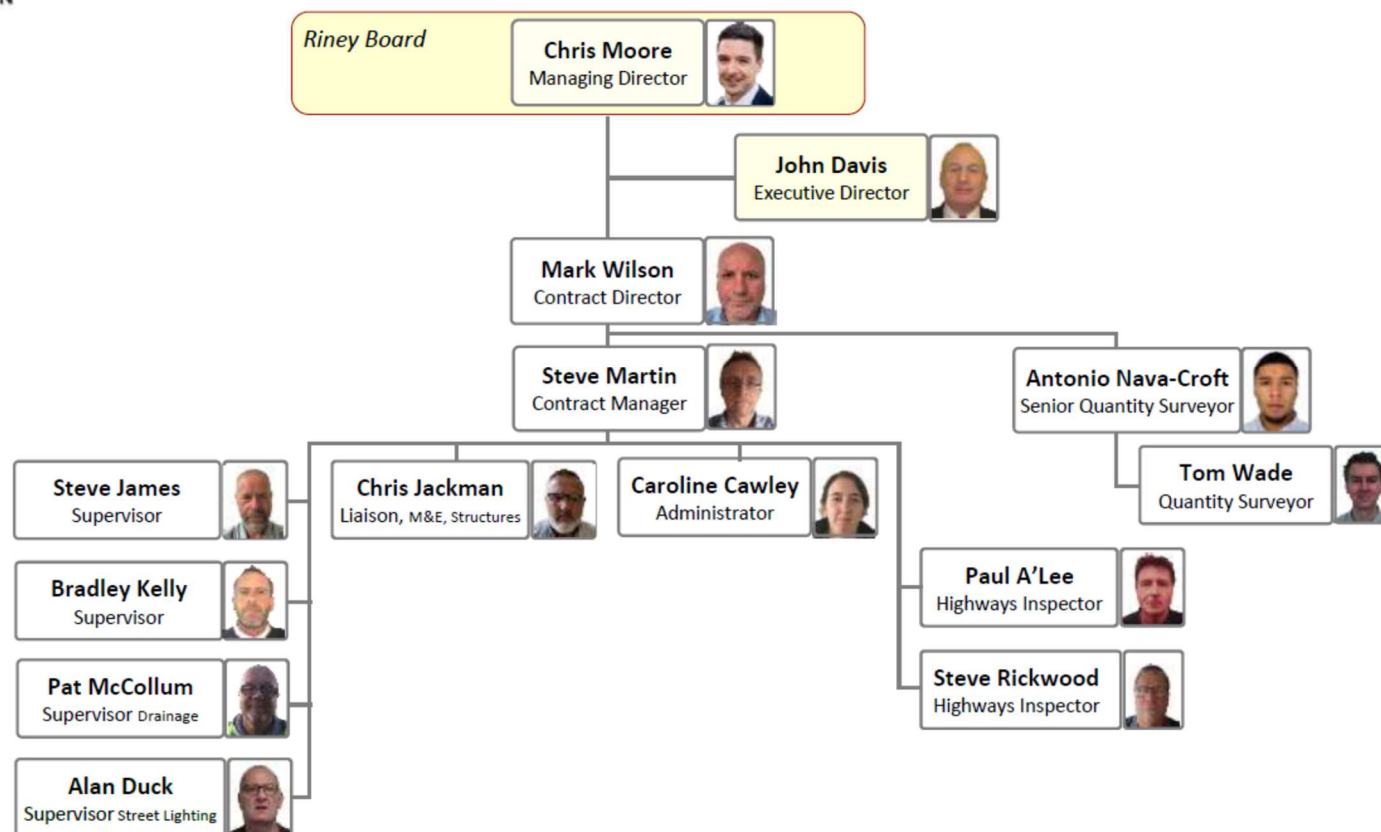 N
Riney Board
Chris Moore
Managing Director
John Davis
Executive Director
Mark Wilson
Contract Director
Steve Martin
Contract Manager
Antonio Nava-Croft
Senior Quantity Surveyor
Tom Wade
Quantity Surveyor
Steve James
Supervisor
Chris Jackman
Liaison, M&E, Structures
Caroline Cawley
Administrator
Bradley Kelly
Supervisor
Paul A’Lee
Highways Inspector
Pat McCollum
Supervisor Drainage
Steve Rickwood
Highways Inspector
Alan Duck
Supervisor Street Lighting